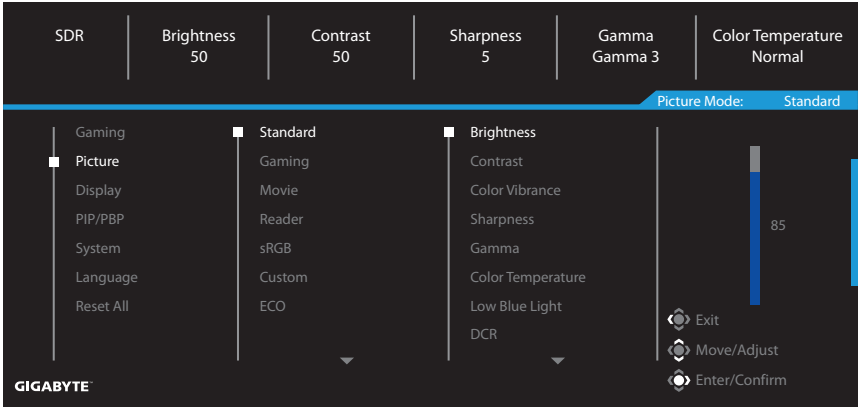 SDR Brightness Contrast Sharpness Gamma Color Temperature
50 50 5 Gamma 3 Normal
Picture Mode: Standard
Gaming Standard Brightness
Picture Gaming Contrast
Display Movie Color Vibrance
PIP/PBP Reader Sharpness
85
System sRGB Gamma
Language Custom Color Temperature
Reset All ECO Low Blue Light
Exit
DCR
Move/Adjust
Enter/Confirm
GIGABYTE™